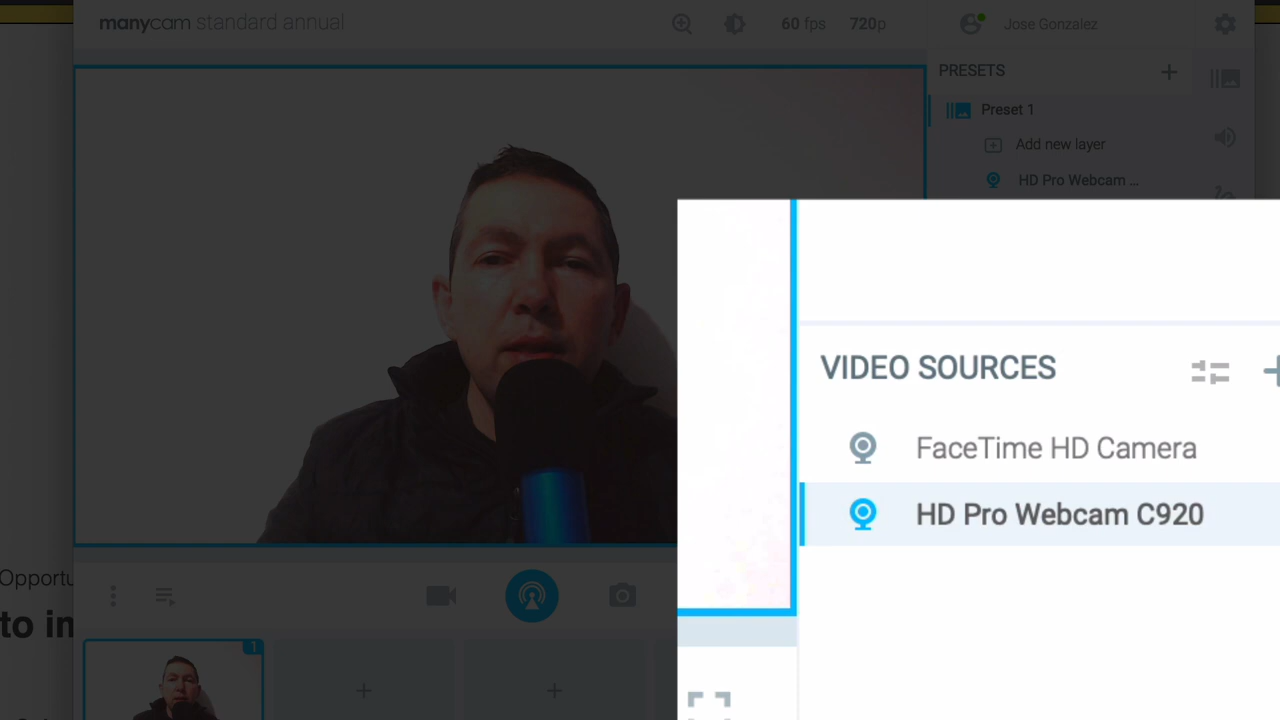 manycam standard annual
60 fps
720p
Jose Gonzalez
PRESETS
Preset 1
Add new layer
HD Pro Webcam ...
VIDEO SOURCES
FaceTime HD Camera
HD Pro Webcam C920
Opportu
to in
1